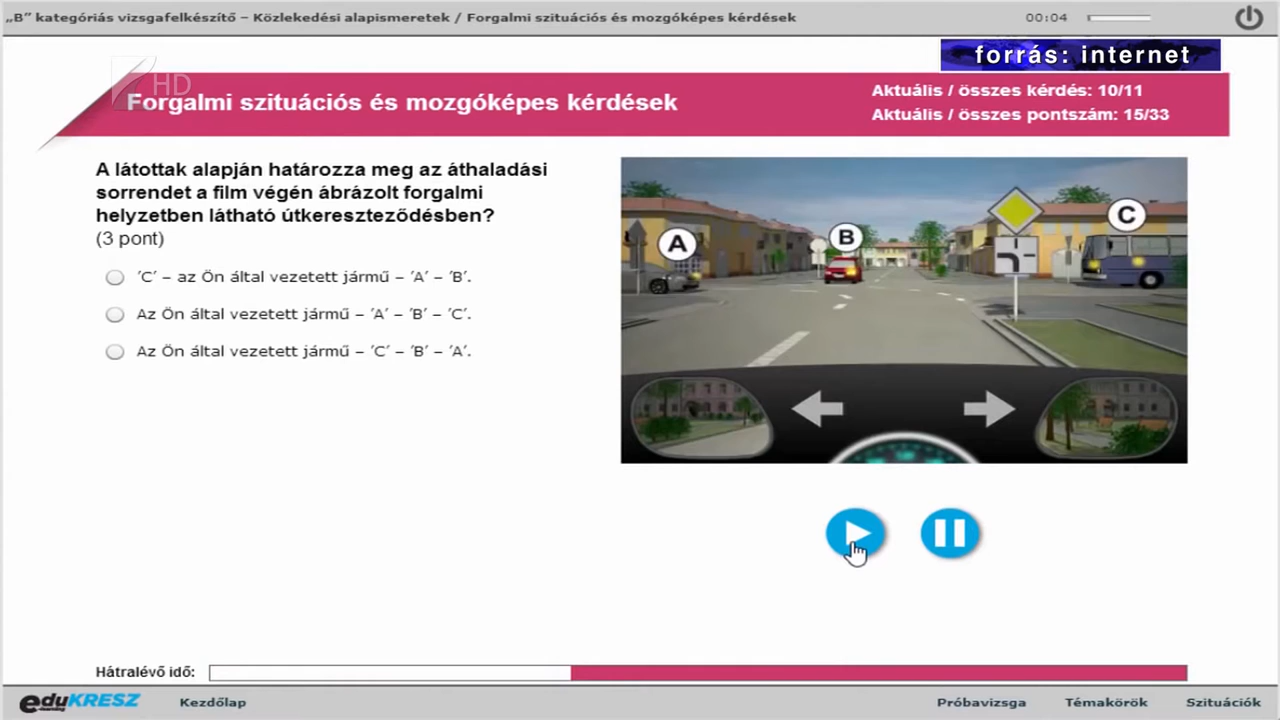 „B” kategóriás vizsgafelkészítő – Közlekedési alapismeretek / Forgalmi szituációs és mozgóképes kérdések
00:04
forrás: internet
HD
Forgalmi szituációs és mozgóképes kérdések
Aktuális / összes kérdés: 10/11
Aktuális / összes pontszám: 15/33
A látottak alapján határozza meg az áthaladási
sorrendet a film végén ábrázolt forgalmi
helyzetben látható útkereszteződésben?
(3 pont)
'C' – az Ön által vezetett jármű – 'A' – 'B'.
Az Ön által vezetett jármű – 'A' – 'B' – 'C'.
Az Ön által vezetett jármű – 'C' – 'B' – 'A'.
A
B
C
Hátralévő idő:
eduKRESZ
e-learning
Kezdőlap
Próbavizsga
Témakörök
Szituációk